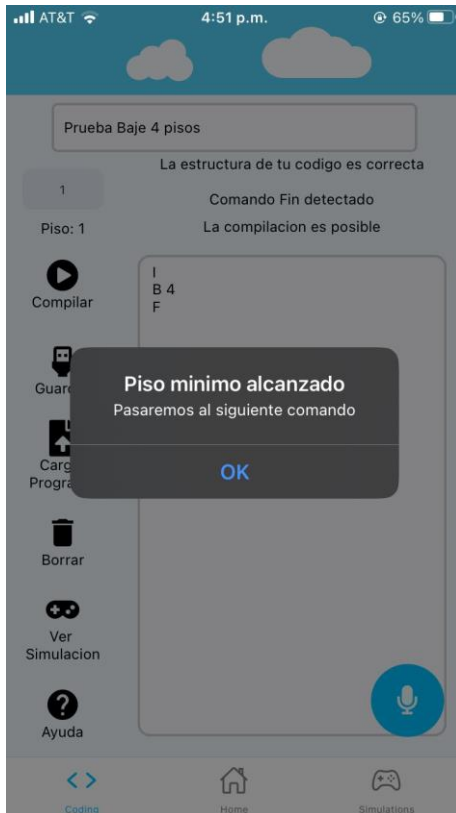 AT&T 4:51 p.m. 65%
Prueba Baje 4 pisos
La estructura de tu codigo es correcta
1
Comando Fin detectado
Piso: 1
La compilacion es posible
I
B 4
F
Compilar
Piso minimo alcanzado
Pasaremos al siguiente comando
OK
Borrar
Ver
Simulacion
Ayuda
Coding Home Simulations